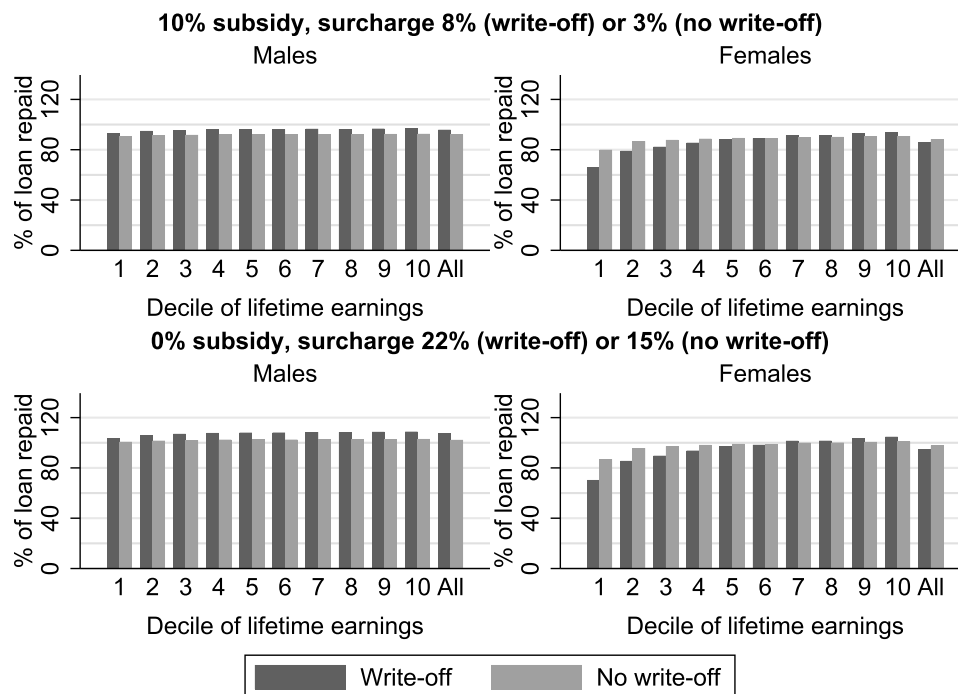 10% subsidy, surcharge 8% (write-off) or 3% (no write-off)
Males
Females
% of loan repaid
0 40 80 120
1 2 3 4 5 6 7 8 9 10 All
Decile of lifetime earnings
% of loan repaid
0 40 80 120
1 2 3 4 5 6 7 8 9 10 All
Decile of lifetime earnings
0% subsidy, surcharge 22% (write-off) or 15% (no write-off)
Males
Females
% of loan repaid
0 40 80 120
1 2 3 4 5 6 7 8 9 10 All
Decile of lifetime earnings
% of loan repaid
0 40 80 120
1 2 3 4 5 6 7 8 9 10 All
Decile of lifetime earnings
Write-off
No write-off